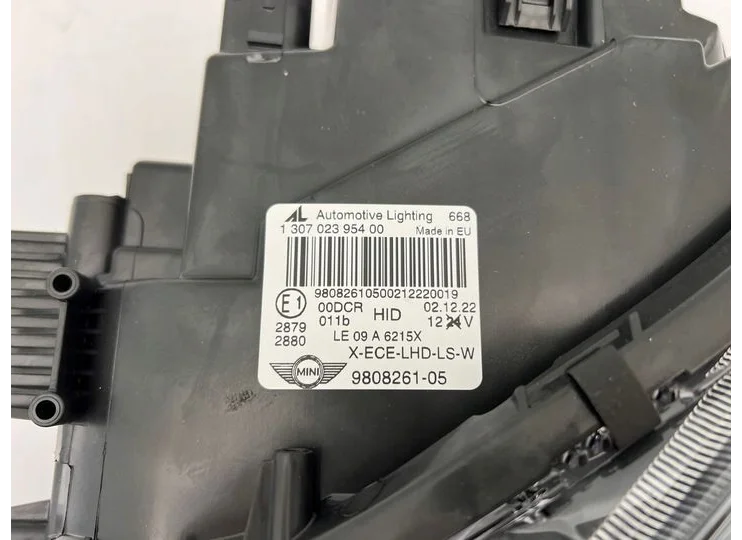 AL Automotive Lighting 668
1 307 023 954 00 Made in EU
98082610500212220019
E1 00DCR HID 02.12.22
2879 011b 12 24 V
2880 LE 09 A 6215X
X-ECE-LHD-LS-W
MINI 9808261-05